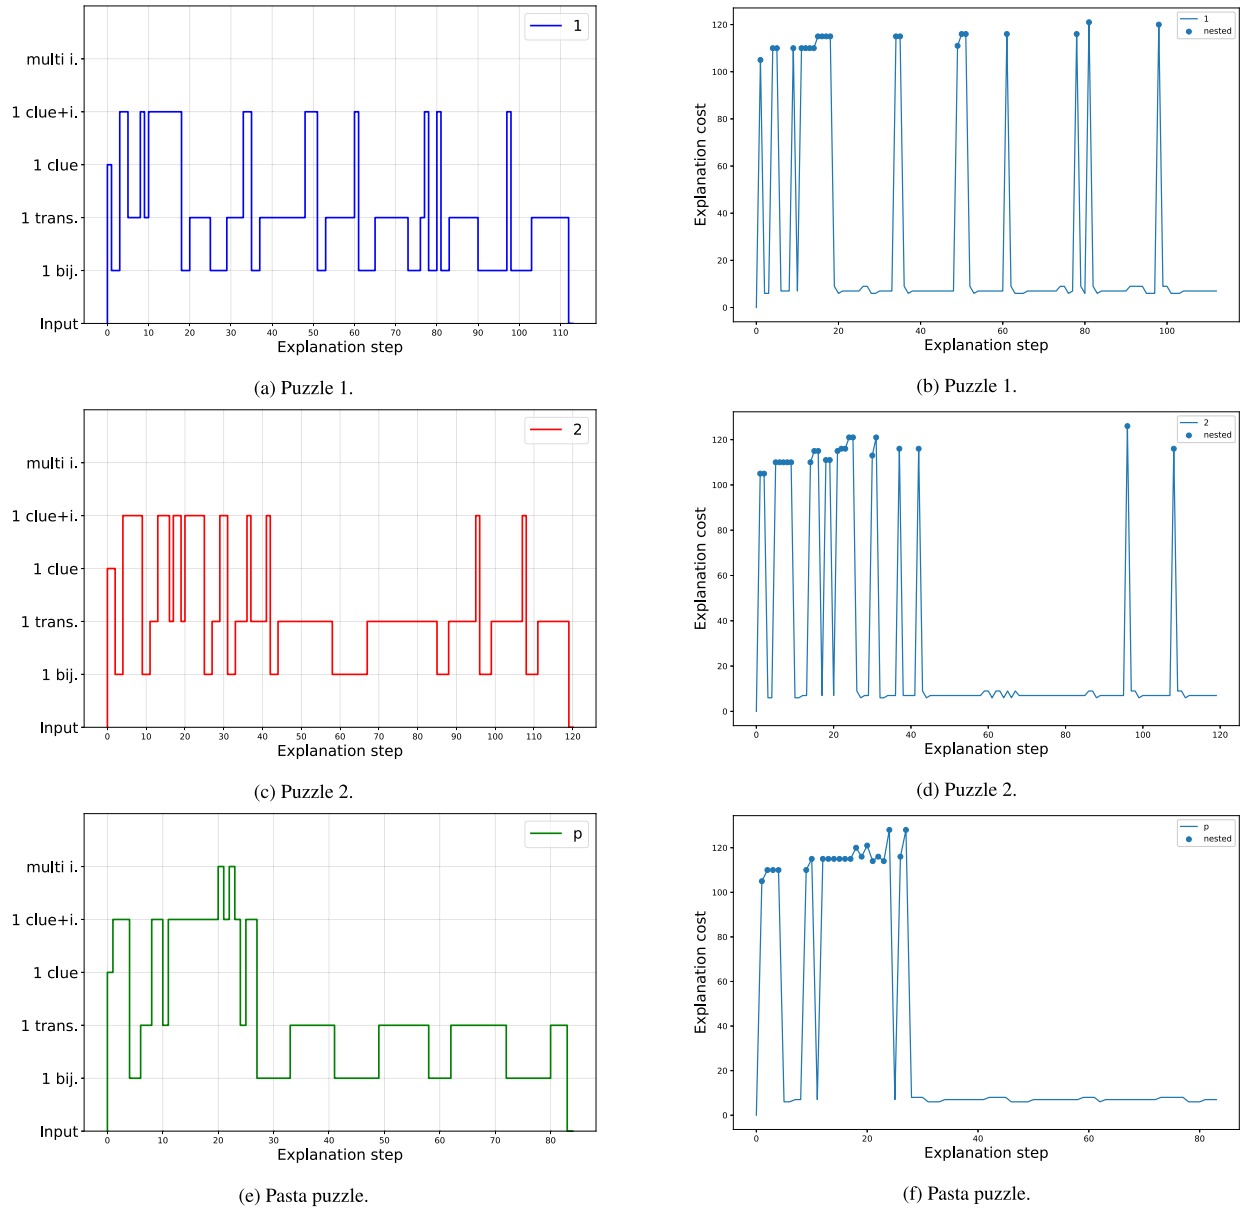 1
multi i.
1 clue+i.
1 clue
1 trans.
1 bij.
Input
0 10 20 30 40 50 60 70 80 90 100 110
Explanation step
(a) Puzzle 1.
1
nested
120
100
80
60
40
20
0
Explanation cost
0 20 40 60 80 100
Explanation step
(b) Puzzle 1.
2
multi i.
1 clue+i.
1 clue
1 trans.
1 bij.
Input
0 10 20 30 40 50 60 70 80 90 100 110 120
Explanation step
(c) Puzzle 2.
2
nested
120
100
80
60
40
20
0
Explanation cost
0 20 40 60 80 100 120
Explanation step
(d) Puzzle 2.
p
multi i.
1 clue+i.
1 clue
1 trans.
1 bij.
Input
0 10 20 30 40 50 60 70 80
Explanation step
(e) Pasta puzzle.
p
nested
120
100
80
60
40
20
0
Explanation cost
0 20 40 60 80
Explanation step
(f) Pasta puzzle.